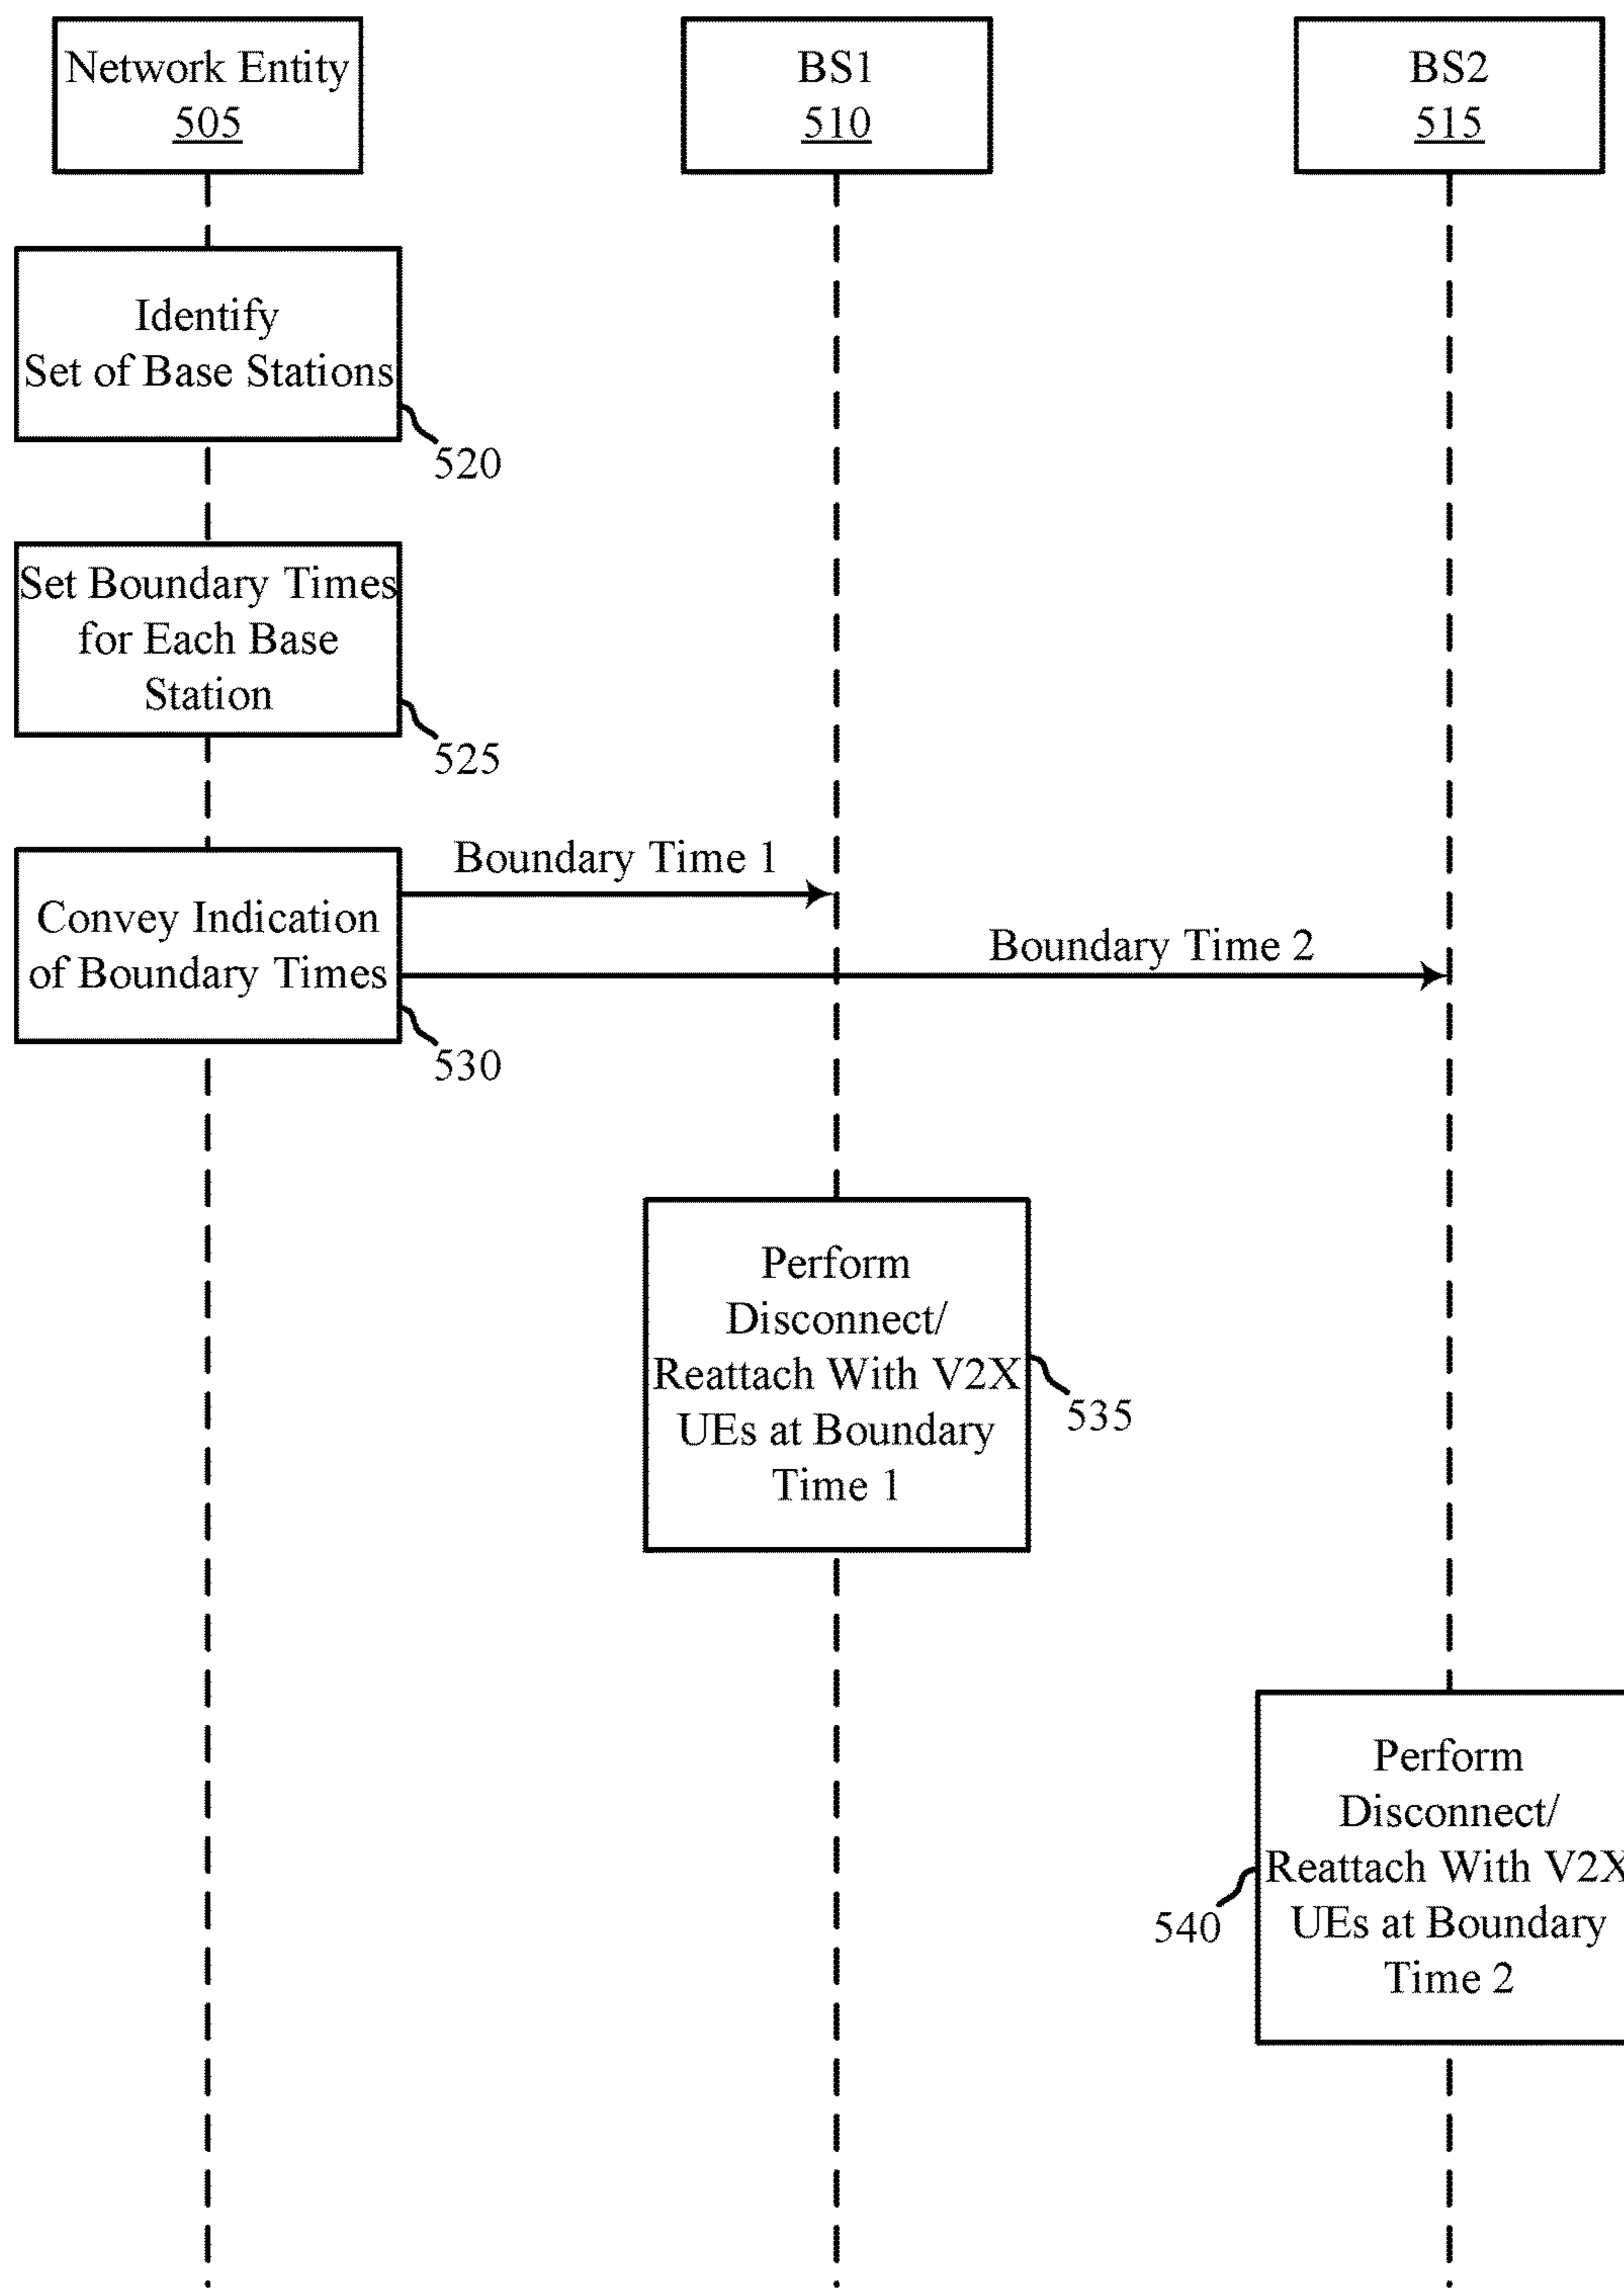 Network Entity
505
BS1
510
BS2
515
Identify
Set of Base Stations
520
Set Boundary Times
for Each Base
Station
525
Boundary Time 1
Convey Indication
of Boundary Times
Boundary Time 2
530
Perform
Disconnect/
Reattach With V2X
UEs at Boundary
Time 1
535
Perform
Disconnect/
Reattach With V2X
UEs at Boundary
Time 2
540